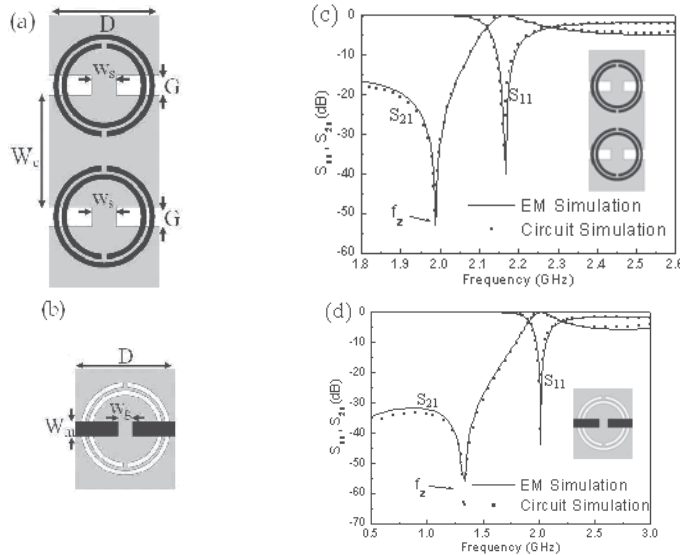 (a)
D
Ws
G
Wc
Ws
G
(b)
D
Wg
Wm
(c)
0
-10
-20
-30
-40
-50
-60
S11, S21 (dB)
S21
S11
fz
EM Simulation
Circuit Simulation
1.8 1.9 2.0 2.1 2.2 2.3 2.4 2.5 2.6
Frequency (GHz)
(d)
0
-10
-20
-30
-40
-50
-60
-70
S11, S21 (dB)
S21
S11
fz
EM Simulation
Circuit Simulation
0.5 1.0 1.5 2.0 2.5 3.0
Frequency (GHz)